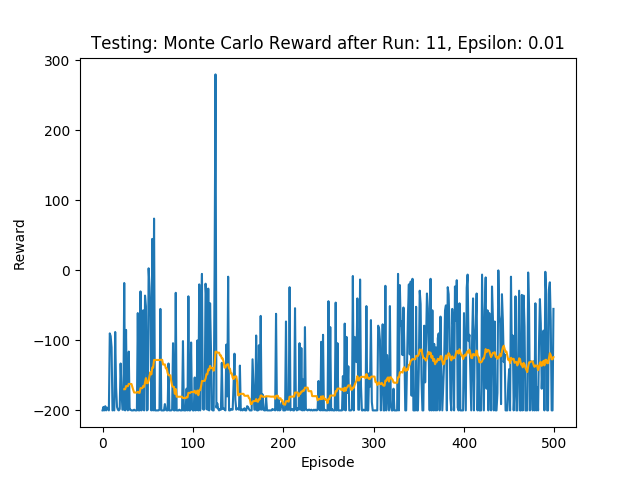 Testing: Monte Carlo Reward after Run: 11, Epsilon: 0.01
300
200
100
0
−100
−200
Reward
0 100 200 300 400 500
Episode